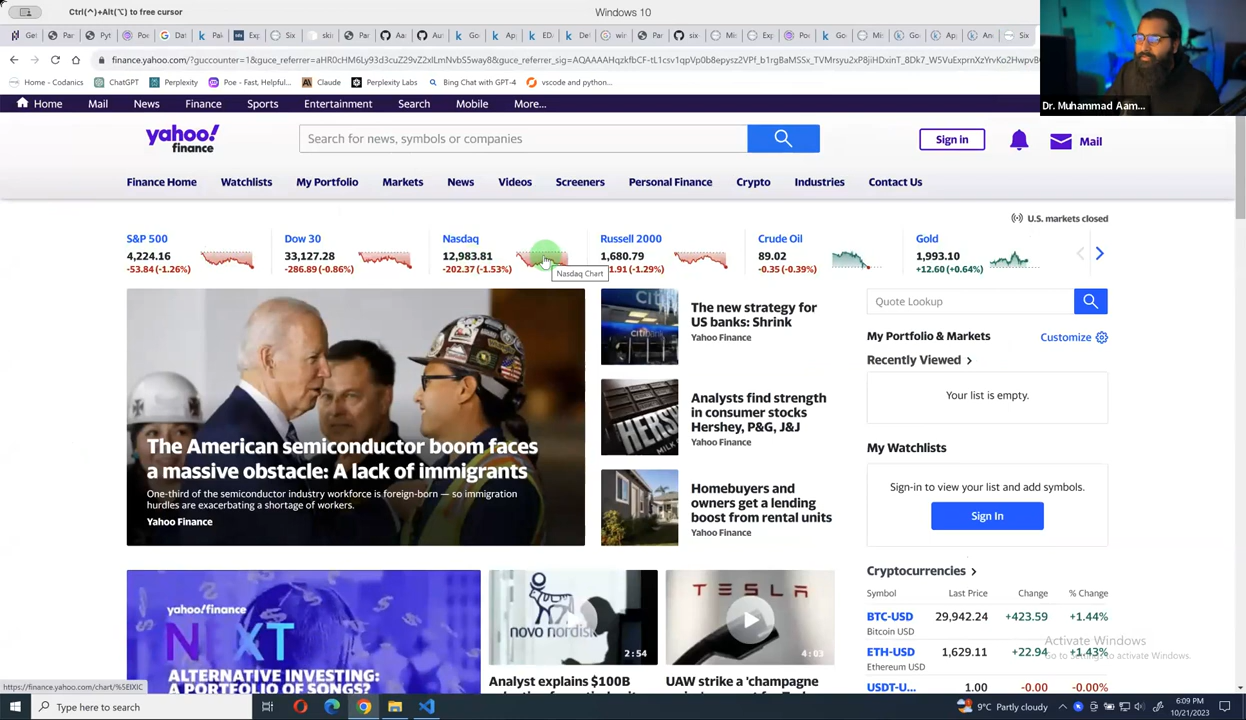 Ctrl(^)+Alt(⌥) to free cursor
Windows 10
finance.yahoo.com/?guccounter=1&guce_referrer=
Home - Codanics
ChatGPT
Perplexity
Poe - Fast, Helpful...
Claude
Perplexity Labs
Bing Chat with GPT-4
vscode and python...
Dr. Muhammad Aam...
Home
Mail
News
Finance
Sports
Entertainment
Search
Mobile
More...
yahoo!
finance
Search for news, symbols or companies
Sign in
Mail
Finance Home
Watchlists
My Portfolio
Markets
News
Videos
Screeners
Personal Finance
Crypto
Industries
Contact Us
U.S. markets closed
S&P 500
4,224.16
-53.84 (-1.26%)
Dow 30
33,127.28
-286.89 (-0.86%)
Nasdaq
12,983.81
-202.37 (-1.53%)
Nasdaq Chart
Russell 2000
1,680.79
1.91 (-1.29%)
Crude Oil
89.02
-0.35 (-0.39%)
Gold
1,993.10
+12.60 (+0.64%)
The American semiconductor boom faces
a massive obstacle: A lack of immigrants
One-third of the semiconductor industry workforce is foreign-born — so immigration
hurdles are exacerbating a shortage of workers.
Yahoo Finance
The new strategy for
US banks: Shrink
Yahoo Finance
Analysts find strength
in consumer stocks
Hershey, P&G, J&J
Yahoo Finance
Homebuyers and
owners get a lending
boost from rental units
Yahoo Finance
Quote Lookup
My Portfolio & Markets
Customize
Recently Viewed
Your list is empty.
My Watchlists
Sign-in to view your list and add symbols.
Sign In
Cryptocurrencies
Symbol Last Price Change % Change
BTC-USD 29,942.24 +423.59 +1.44%
Bitcoin USD
ETH-USD 1,629.11 +22.94 +1.43%
Ethereum USD
USDT-U... 1.00 -0.00 -0.00%
Activate Windows
Go to Settings to activate Windows.
yahoo!finance
NEXT
ALTERNATIVE INVESTING:
A PORTFOLIO OF SONGS?
novo nordisk
2:54
Analyst explains $100B
TESLA
4:03
UAW strike a 'champagne
https://finance.yahoo.com/chart/%5EIXIC
Type here to search
9°C Partly cloudy
6:09 PM
10/21/2023